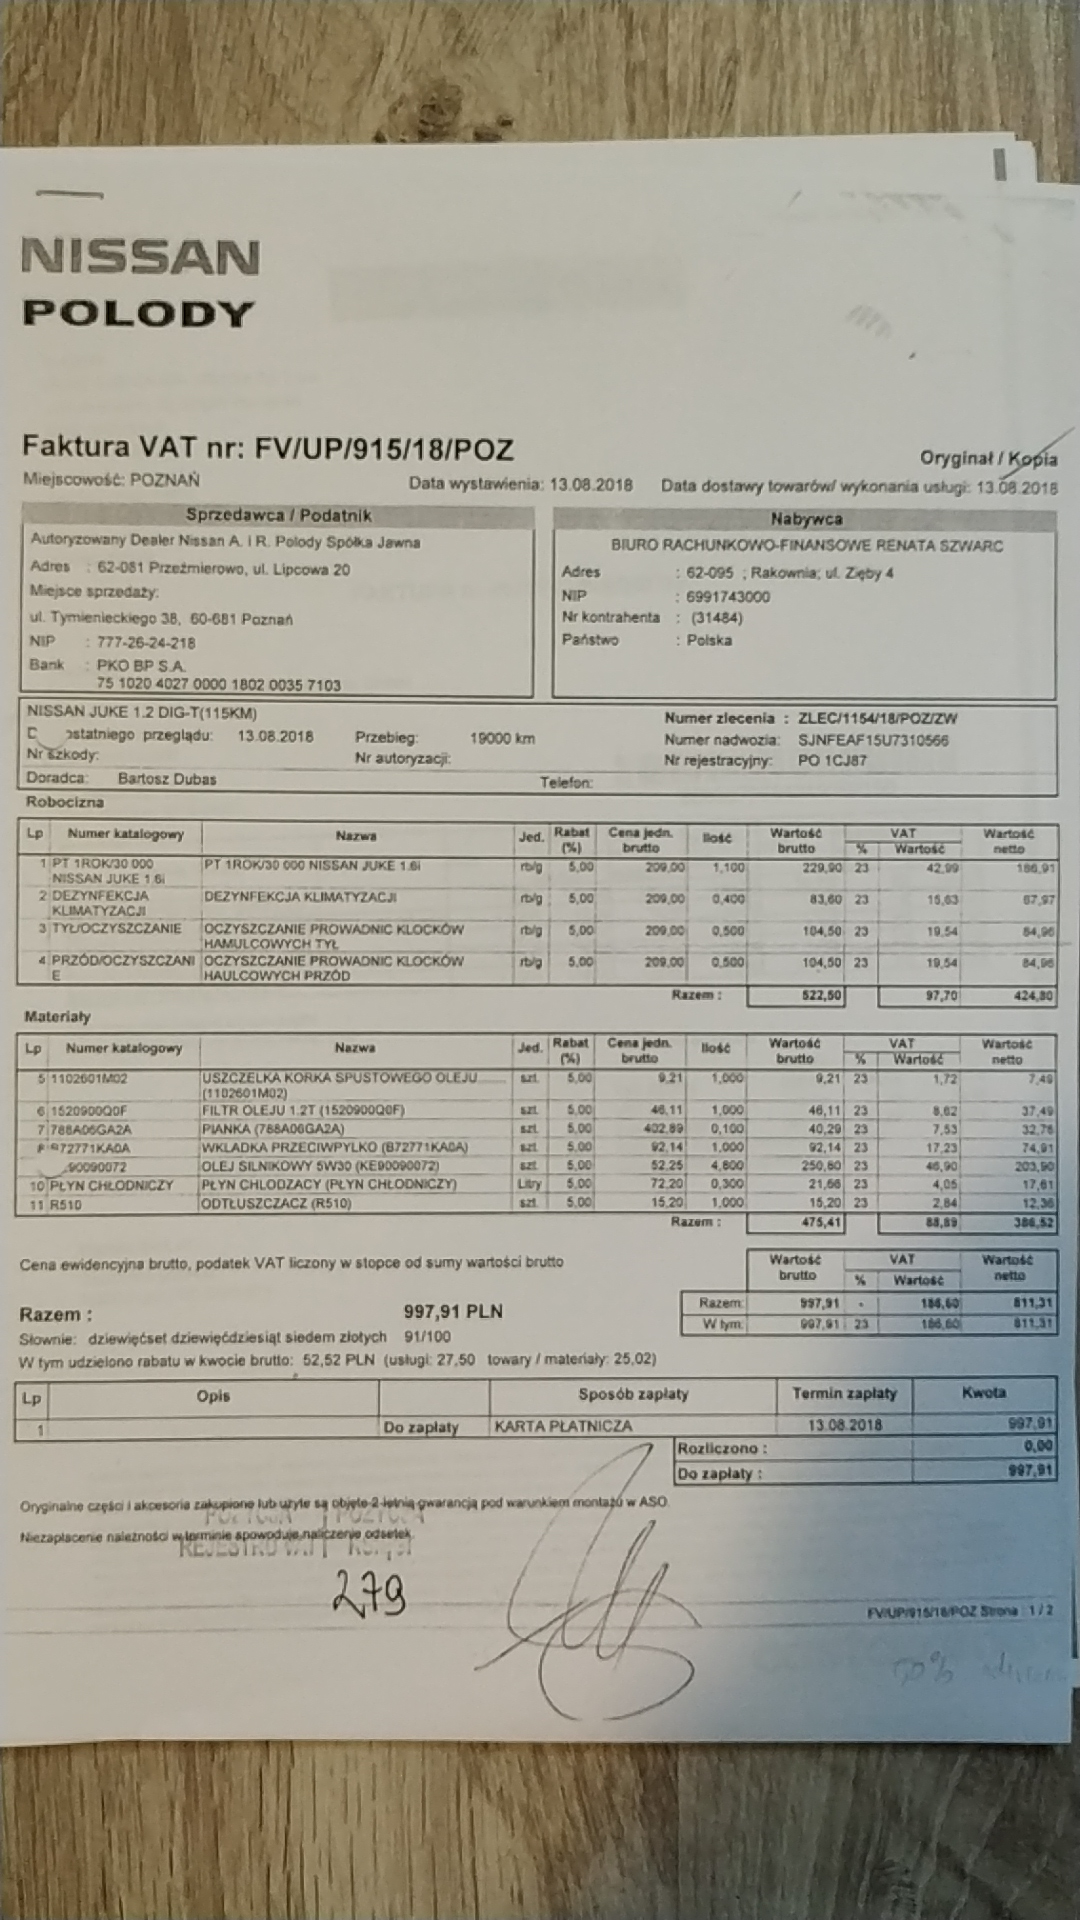 NISSAN
POLODY
Faktura VAT nr: FV/UP/915/18/POZ
Oryginał / Kopia
Miejscowość: POZNAŃ Data wystawienia: 13.08.2018 Data dostawy towarów/ wykonania usługi: 13.08.2018
Sprzedawca / Podatnik
Autoryzowany Dealer Nissan A. i R. Polody Spółka Jawna
Adres : 62-081 Przeźmierowo, ul. Lipcowa 20
Miejsce sprzedaży:
ul. Tymienieckiego 38, 60-681 Poznań
NIP : 777-26-24-218
Bank : PKO BP S.A.
75 1020 4027 0000 1802 0035 7103
Nabywca
BIURO RACHUNKOWO-FINANSOWE RENATA SZWARC
Adres : 62-095 ; Rakownia; ul. Zięby 4
NIP : 6991743000
Nr kontrahenta : (31484)
Państwo : Polska
NISSAN JUKE 1.2 DIG-T(115KM)
ostatniego przeglądu: 13.08.2018 Przebieg: 19000 km
Nr szkody: Nr autoryzacji:
Numer zlecenia : ZLEC/1154/18/POZ/ZW
Numer nadwozia: SJNFEAF15U7310566
Nr rejestracyjny: PO 1CJ87
Doradca: Bartosz Dubas Telefon:
Robocizna
Lp Numer katalogowy Nazwa Jed. Rabat (%) Cena jedn. brutto Ilość Wartość brutto VAT % Wartość Wartość netto
1 PT 1ROK/30 000 NISSAN JUKE 1.6i PT 1ROK/30 000 NISSAN JUKE 1.6i rb/g 5,00 209,00 1,100 229,90 23 42,99 186,91
2 DEZYNFEKCJA KLIMATYZACJI DEZYNFEKCJA KLIMATYZACJI rb/g 5,00 209,00 0,400 83,60 23 15,63 67,97
3 TYŁ/OCZYSZCZANIE OCZYSZCZANIE PROWADNIC KLOCKÓW HAMULCOWYCH TYŁ rb/g 5,00 209,00 0,500 104,50 23 19,54 84,96
4 PRZÓD/OCZYSZCZANIE OCZYSZCZANIE PROWADNIC KLOCKÓW HAULCOWYCH PRZÓD rb/g 5,00 209,00 0,500 104,50 23 19,54 84,96
Razem : 522,50 97,70 424,80
Materiały
Lp Numer katalogowy Nazwa Jed. Rabat (%) Cena jedn. brutto Ilość Wartość brutto VAT % Wartość Wartość netto
5 1102601M02 USZCZELKA KORKA SPUSTOWEGO OLEJU (1102601M02) szt. 5,00 9,21 1,000 9,21 23 1,72 7,49
6 1520900Q0F FILTR OLEJU 1.2T (1520900Q0F) szt. 5,00 46,11 1,000 46,11 23 8,62 37,49
7 788A06GA2A PIANKA (788A06GA2A) szt. 5,00 402,89 0,100 40,29 23 7,53 32,76
B72771KA0A WKLADKA PRZECIWPYLKO (B72771KA0A) szt. 5,00 92,14 1,000 92,14 23 17,23 74,91
90090072 OLEJ SILNIKOWY 5W30 (KE90090072) szt. 5,00 52,25 4,800 250,80 23 46,90 203,90
10 PŁYN CHŁODNICZY PŁYN CHLODZACY (PŁYN CHŁODNICZY) Litry 5,00 72,20 0,300 21,66 23 4,05 17,61
11 R510 ODTŁUSZCZACZ (R510) szt. 5,00 15,20 1,000 15,20 23 2,84 12,36
Razem : 475,41 88,89 386,52
Cena ewidencyjna brutto, podatek VAT liczony w stopce od sumy wartości brutto
Wartość brutto VAT % Wartość Wartość netto
Razem: 997,91 - 186,60 811,31
W tym: 997,91 23 186,60 811,31
Razem : 997,91 PLN
Słownie: dziewięćset dziewięćdziesiąt siedem złotych 91/100
W tym udzielono rabatu w kwocie brutto: 52,52 PLN (usługi: 27,50 towary / materiały: 25,02)
Lp Opis Sposób zapłaty Termin zapłaty Kwota
1 Do zapłaty KARTA PŁATNICZA 13.08.2018 997,91
Rozliczono : 0,00
Do zapłaty : 997,91
Oryginalne części i akcesoria zakupione lub użyte są objęte 2-letnią gwarancją pod warunkiem montażu w ASO.
Niezapłacenie należności w terminie spowoduje naliczenie odsetek.
279
FV/UP/915/18/POZ Strona 1 / 2
50%